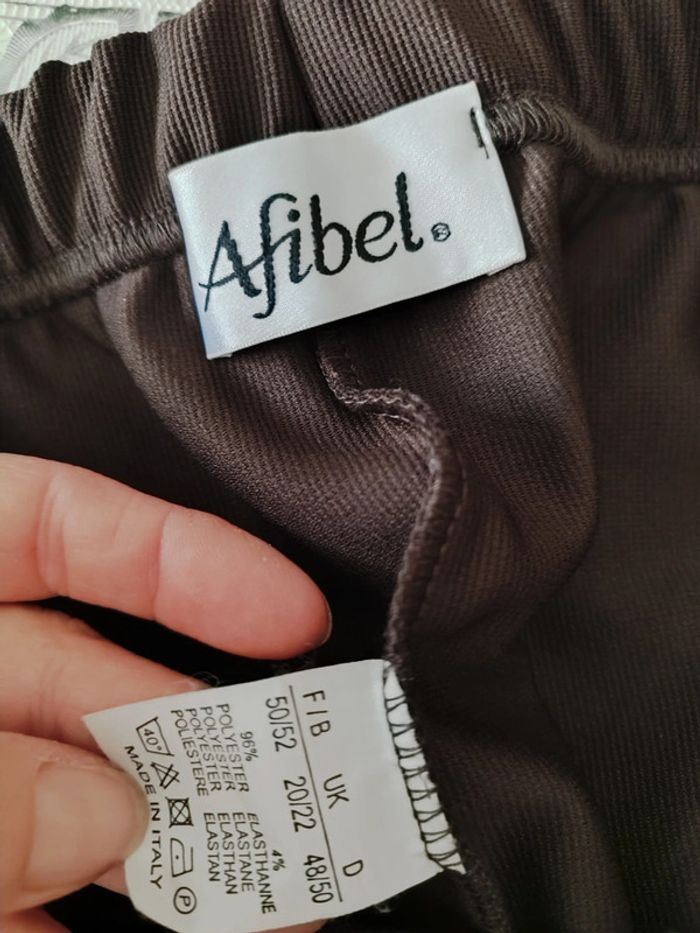 Afibel®
F/B UK D
50/52 20/22 48/50
96% 4%
POLYESTER ELASTHANNE
POLYESTER ELASTANE
POLYESTER ELASTHAN
POLIESTERE ELASTAN
40° P
MADE IN ITALY